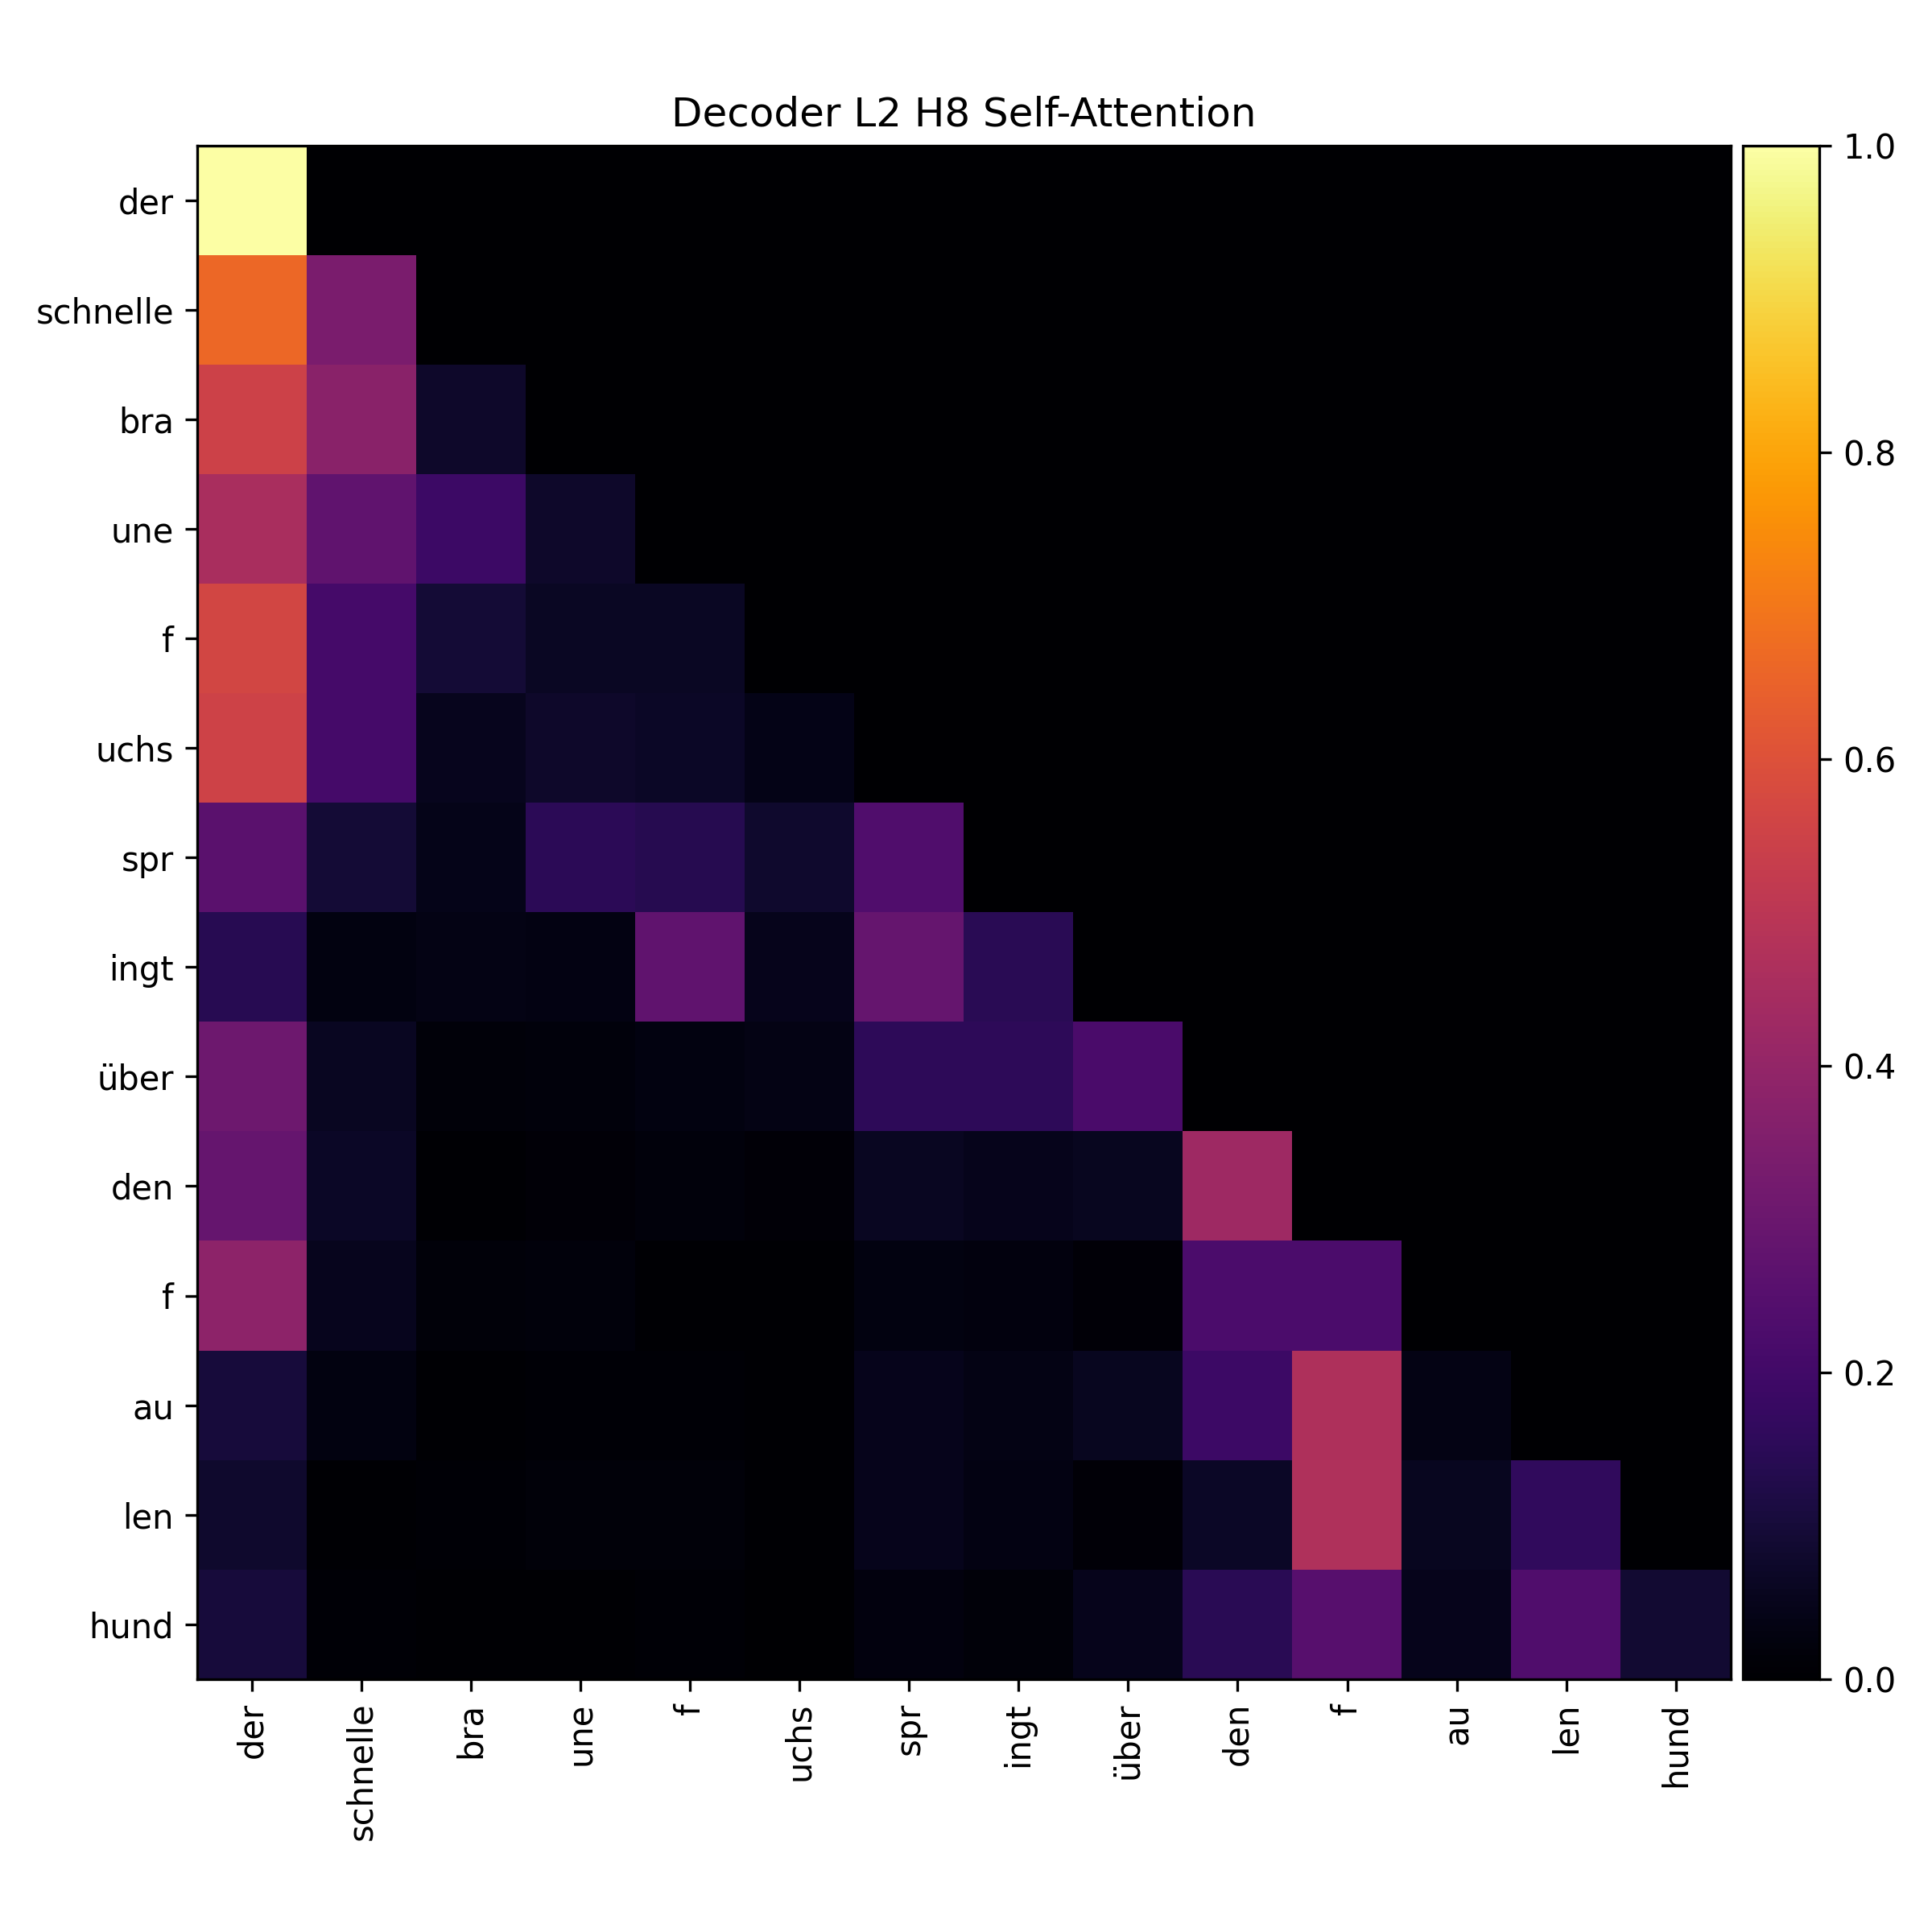 Decoder L2 H8 Self-Attention
der
schnelle
bra
une
f
uchs
spr
ingt
über
den
f
au
len
hund
der
schnelle
bra
une
f
uchs
spr
ingt
über
den
f
au
len
hund
1.0
0.8
0.6
0.4
0.2
0.0